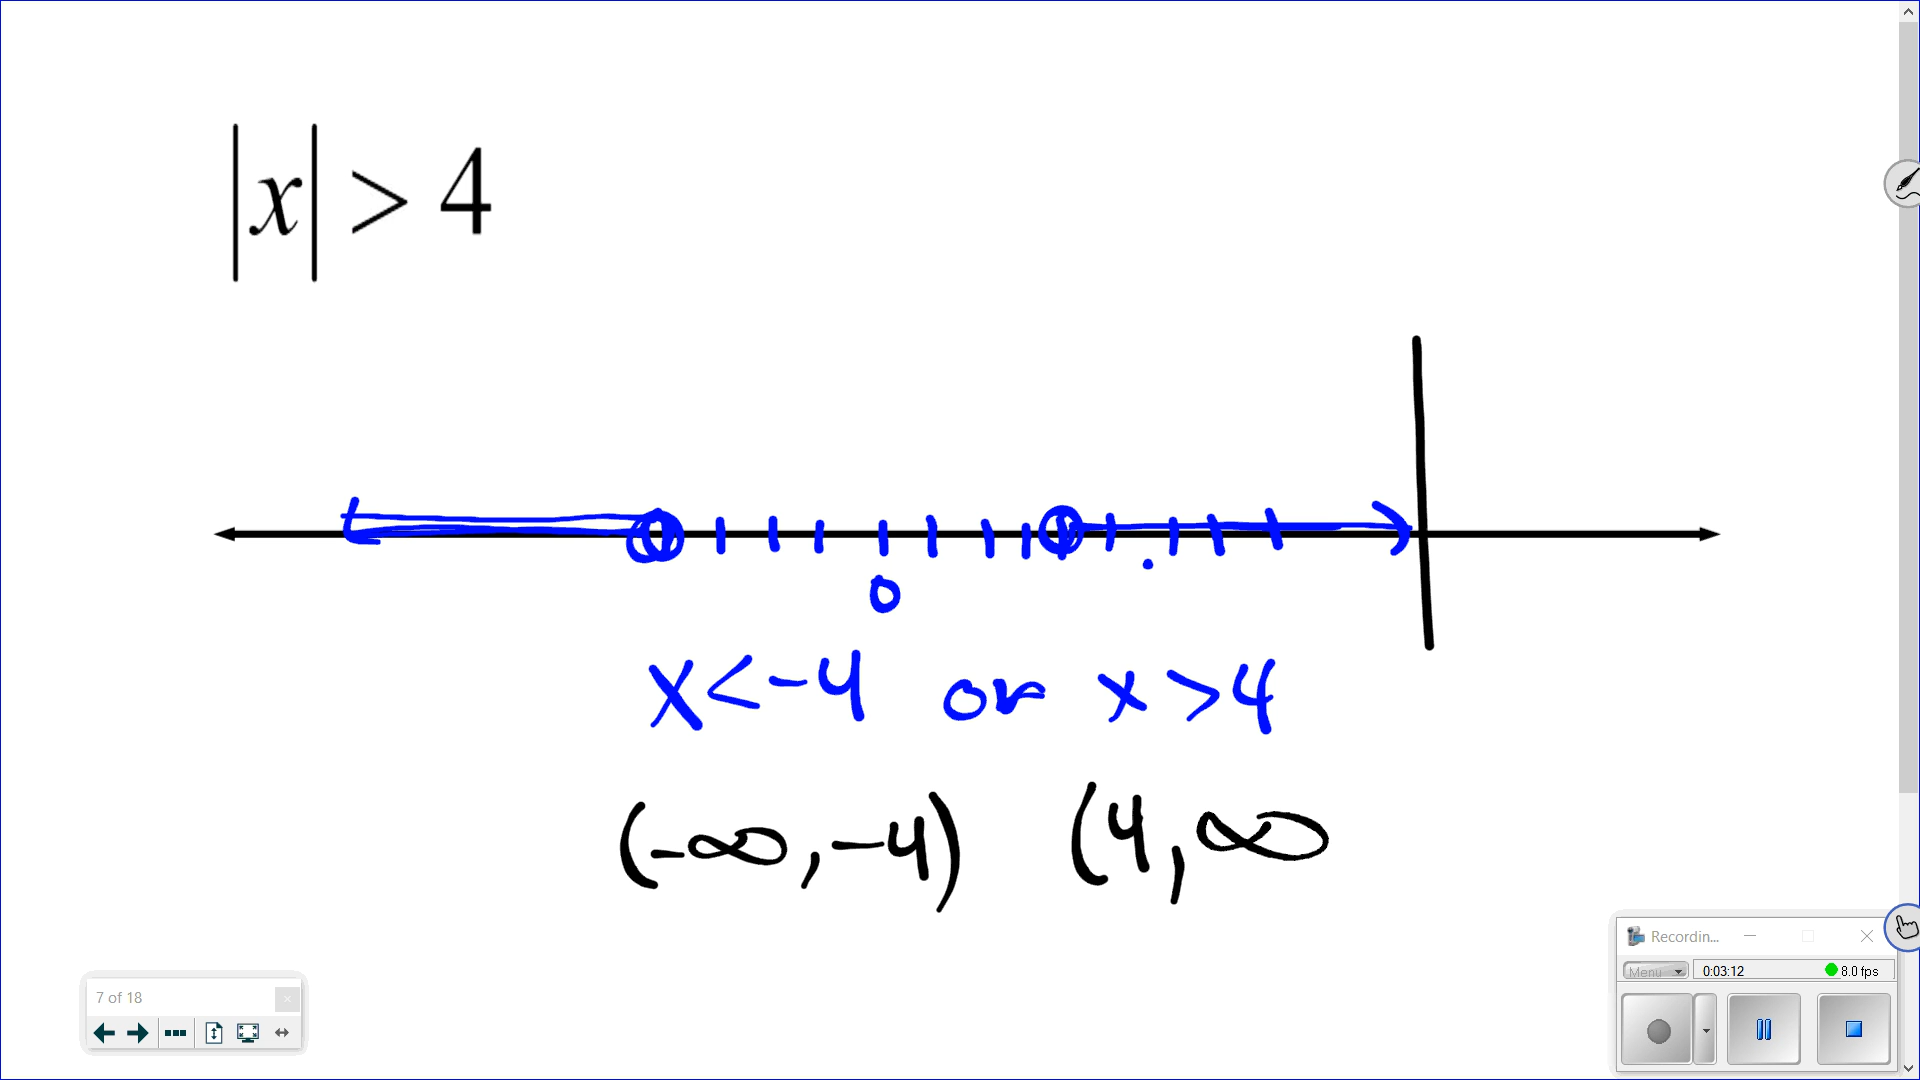 |x| > 4
0
x < -4 or x > 4
(-∞, -4) (4, ∞
7 of 18
Recordin...
Menu 0:03:12 8.0 fps